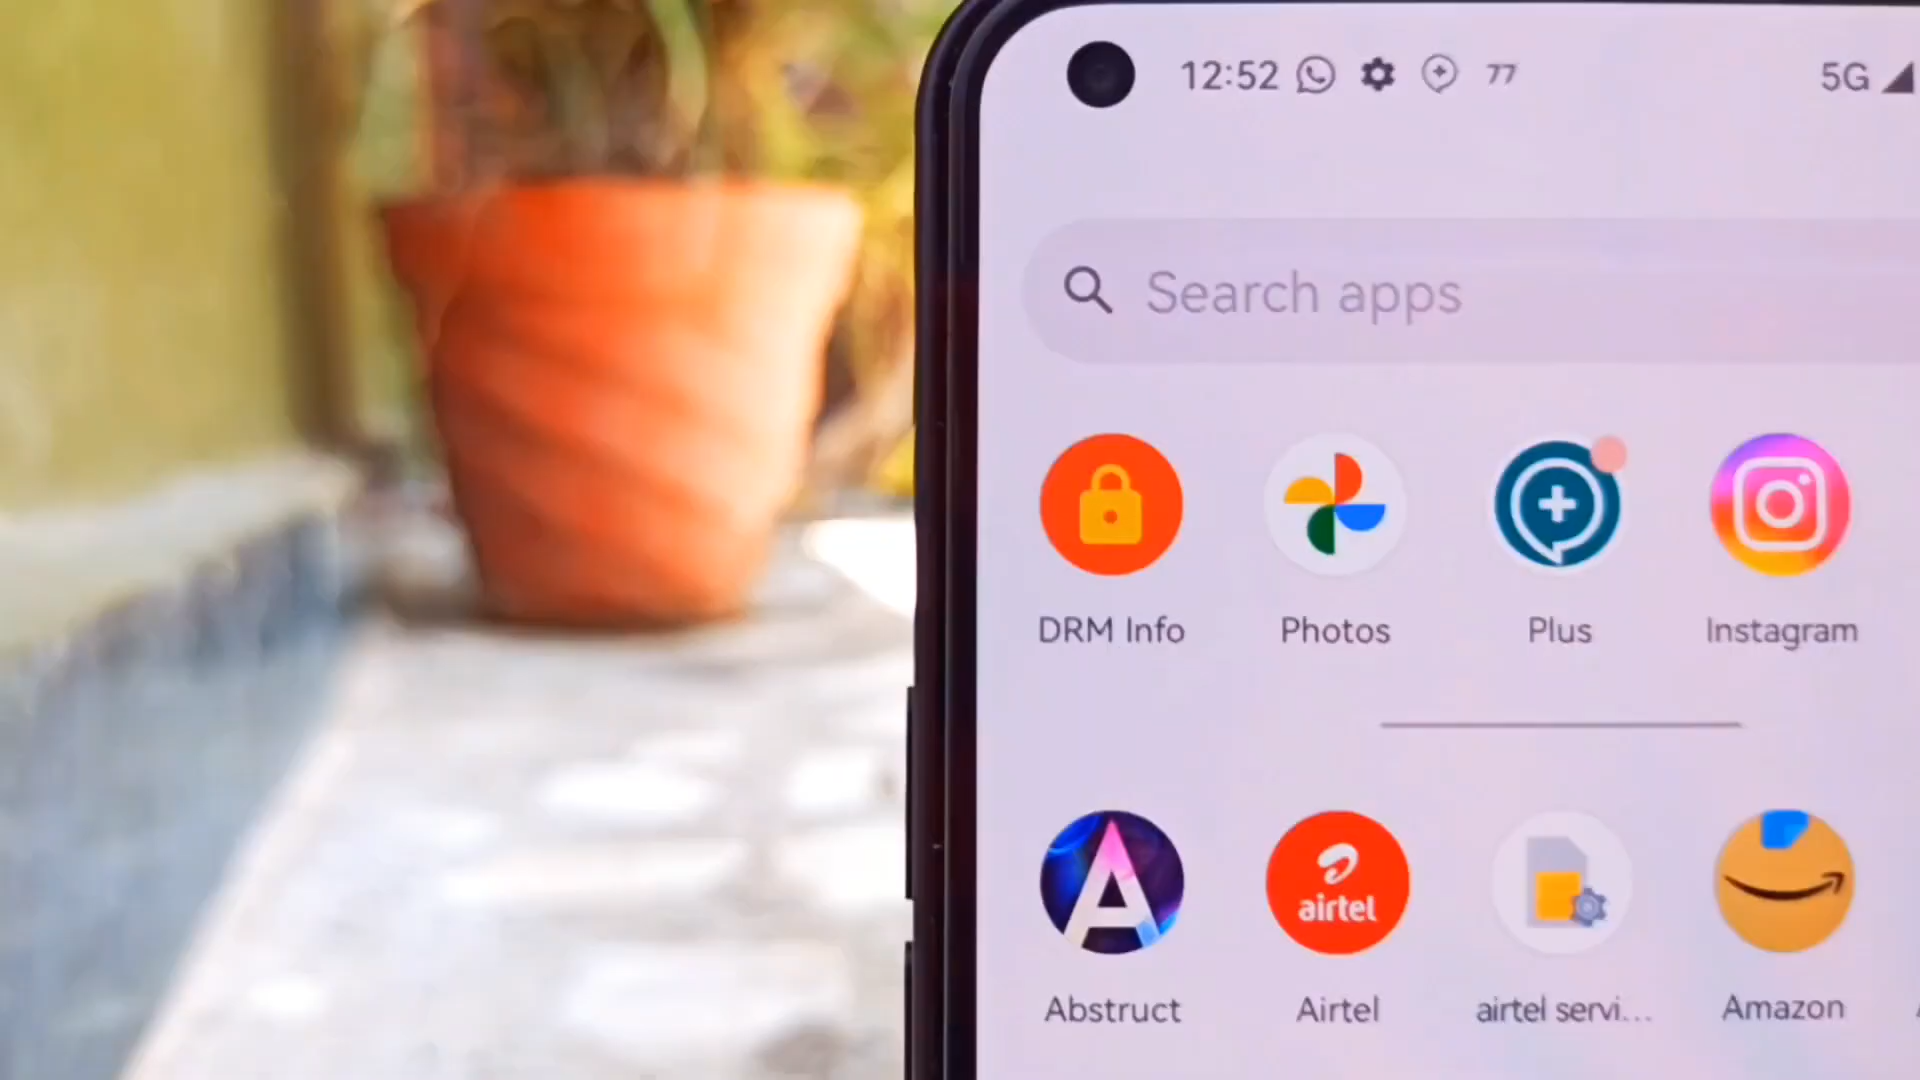 12:52 77 5G
Search apps
DRM Info Photos Plus Instagram
A airtel
Abstruct Airtel airtel servi... Amazon